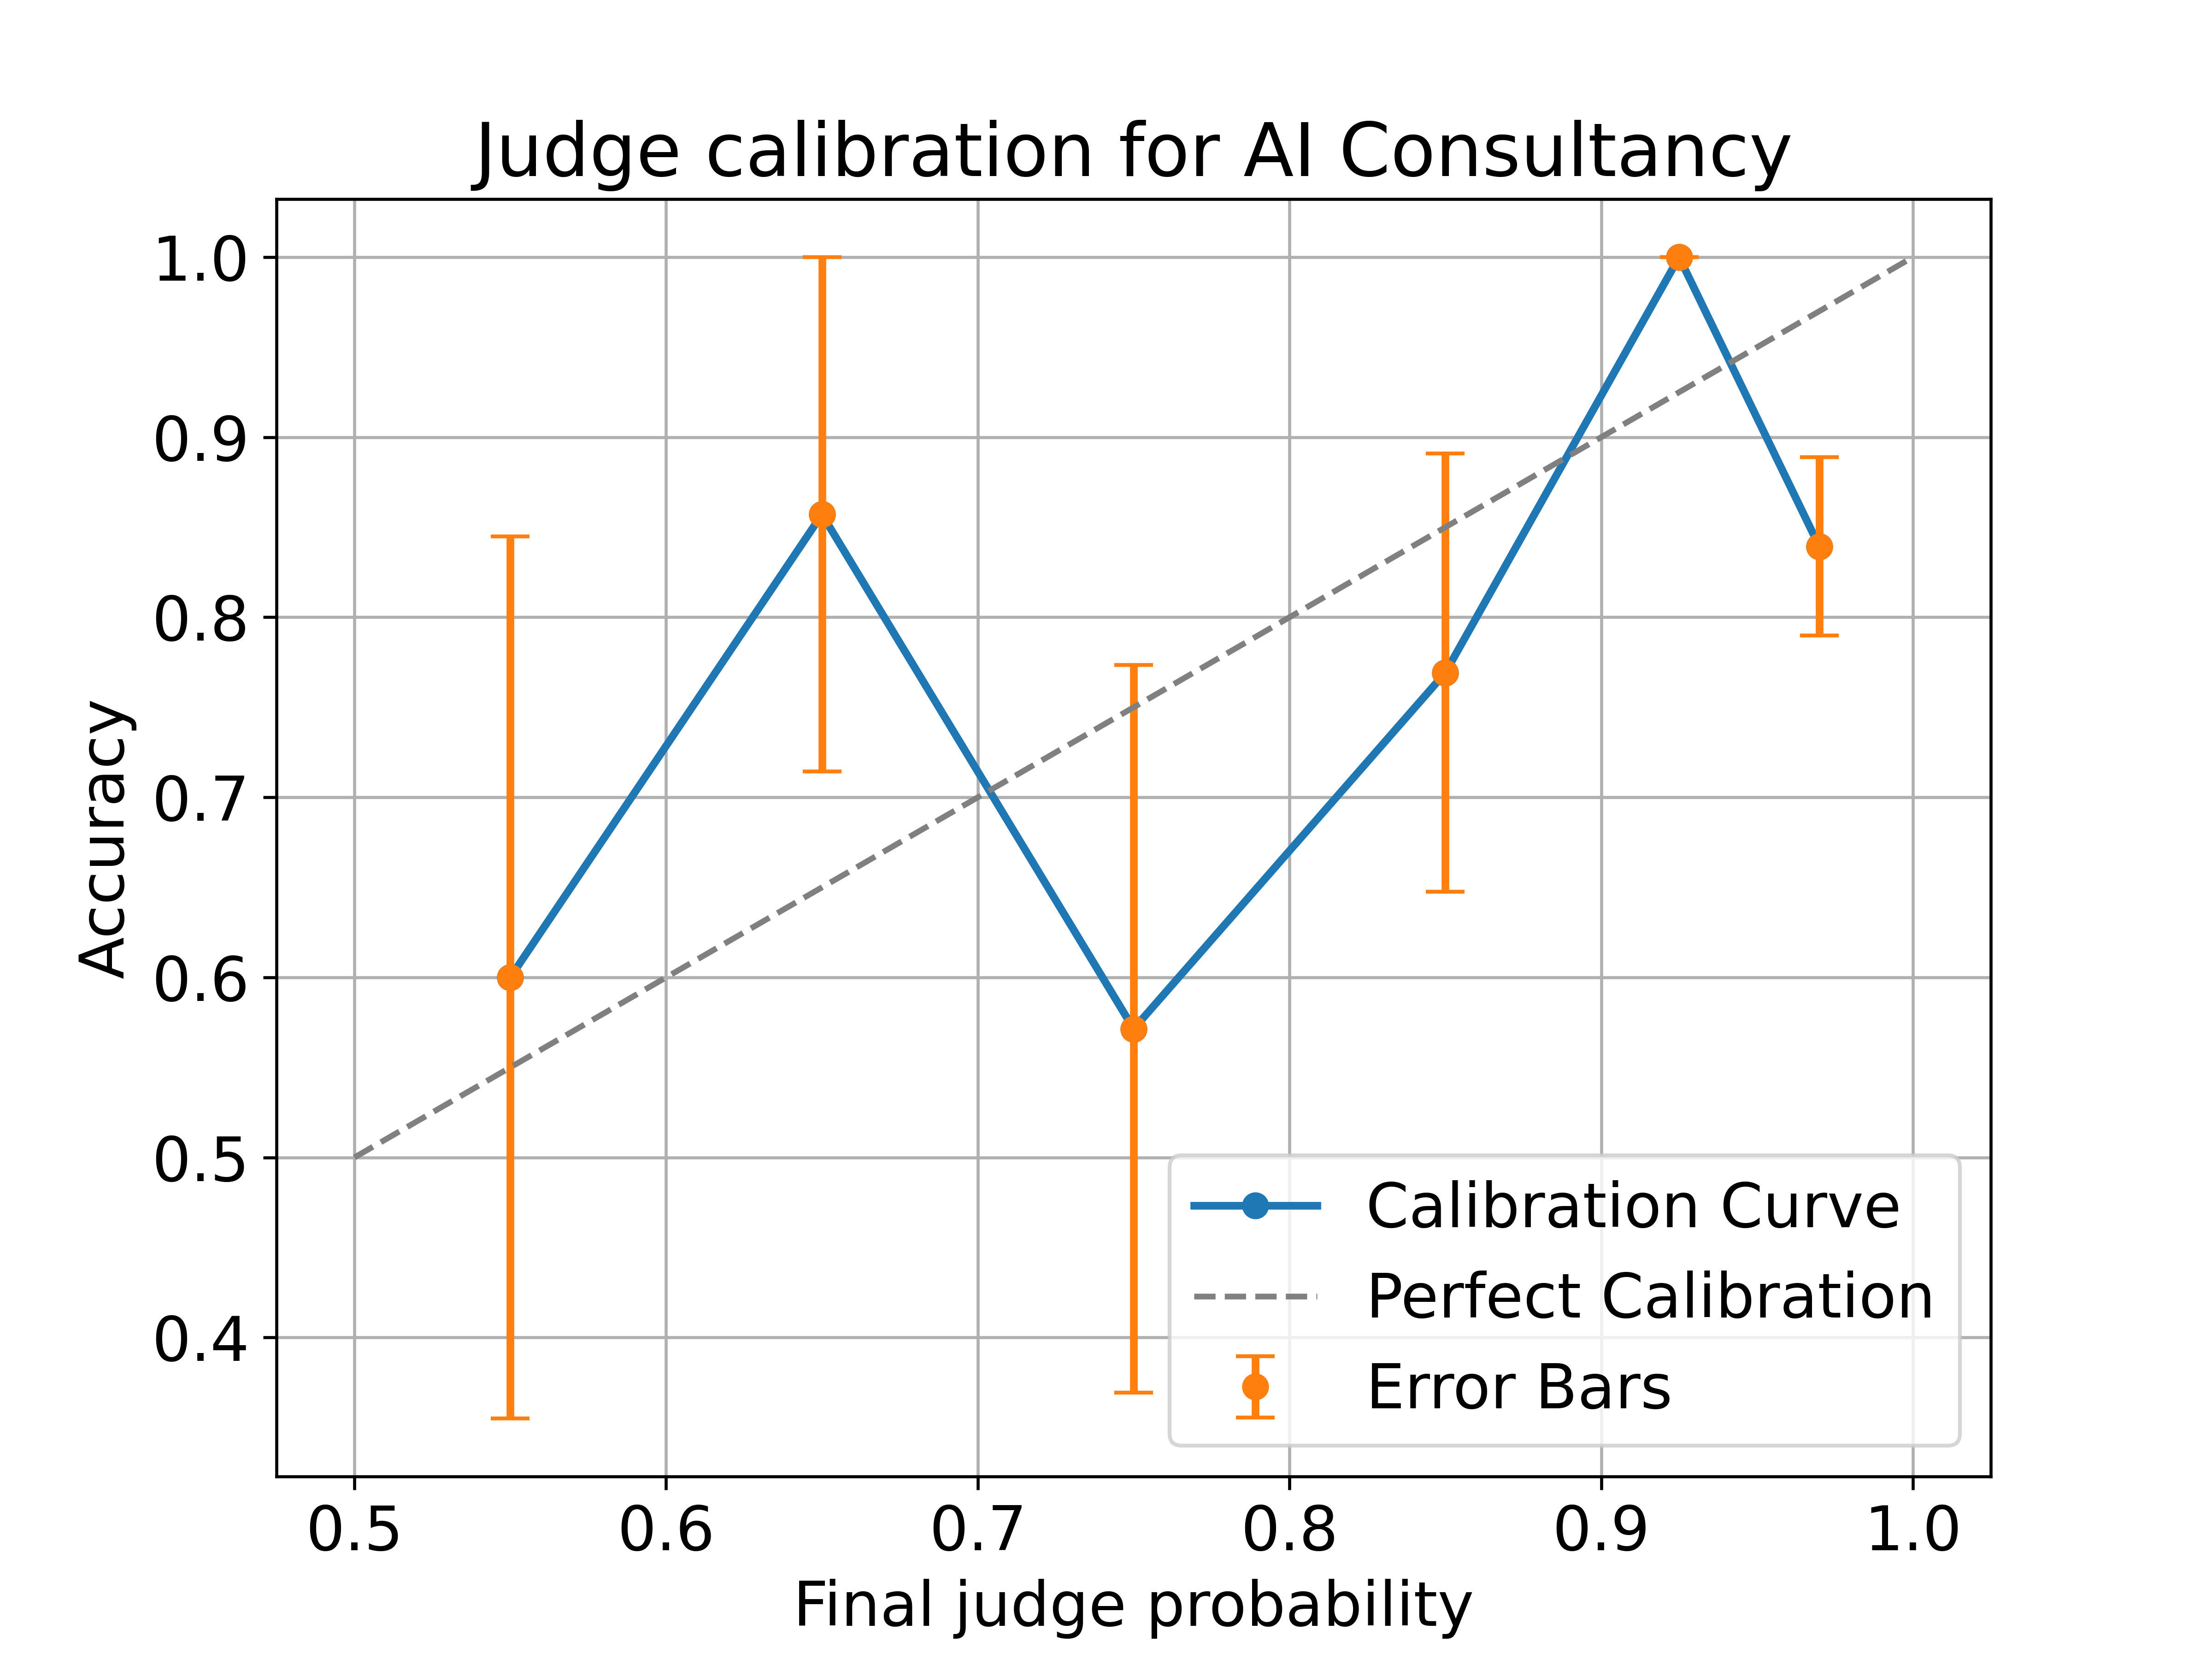 Judge calibration for AI Consultancy
1.0
0.9
0.8
0.7
0.6
0.5
0.4
Accuracy
Calibration Curve
Perfect Calibration
Error Bars
0.5 0.6 0.7 0.8 0.9 1.0
Final judge probability